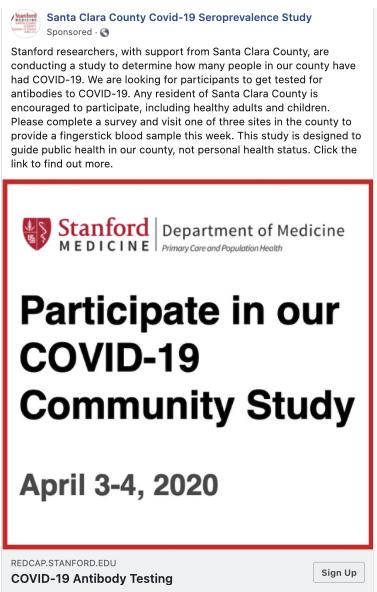 Santa Clara County Covid-19 Seroprevalence Study
Sponsored ·
Stanford researchers, with support from Santa Clara County, are
conducting a study to determine how many people in our county have
had COVID-19. We are looking for participants to get tested for
antibodies to COVID-19. Any resident of Santa Clara County is
encouraged to participate, including healthy adults and children.
Please complete a survey and visit one of three sites in the county to
provide a fingerstick blood sample this week. This study is designed to
guide public health in our county, not personal health status. Click the
link to find out more.
Stanford
MEDICINE
Department of Medicine
Primary Care and Population Health
Participate in our
COVID-19
Community Study
April 3-4, 2020
REDCAP.STANFORD.EDU
COVID-19 Antibody Testing
Sign Up